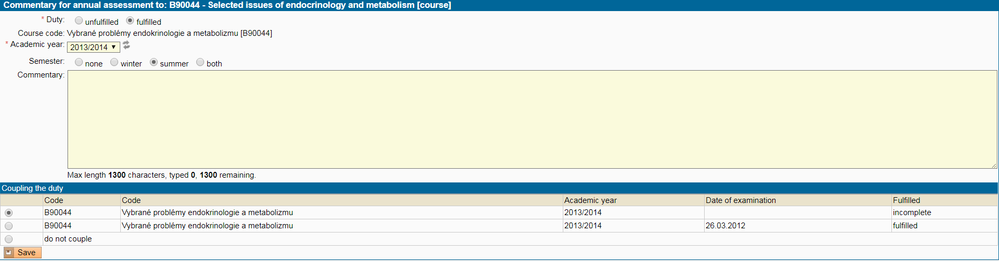 Commentary for annual assessment to: B90044 - Selected issues of endocrinology and metabolism [course]
* Duty: unfulfilled fulfilled
Course code: Vybrané problémy endokrinologie a metabolizmu [B90044]
* Academic year: 2013/2014
Semester: none winter summer both
Commentary:
Max length 1300 characters, typed 0, 1300 remaining.
Coupling the duty
Code Code Academic year Date of examination Fulfilled
B90044 Vybrané problémy endokrinologie a metabolizmu 2013/2014 incomplete
B90044 Vybrané problémy endokrinologie a metabolizmu 2013/2014 26.03.2012 fulfilled
do not couple
Save